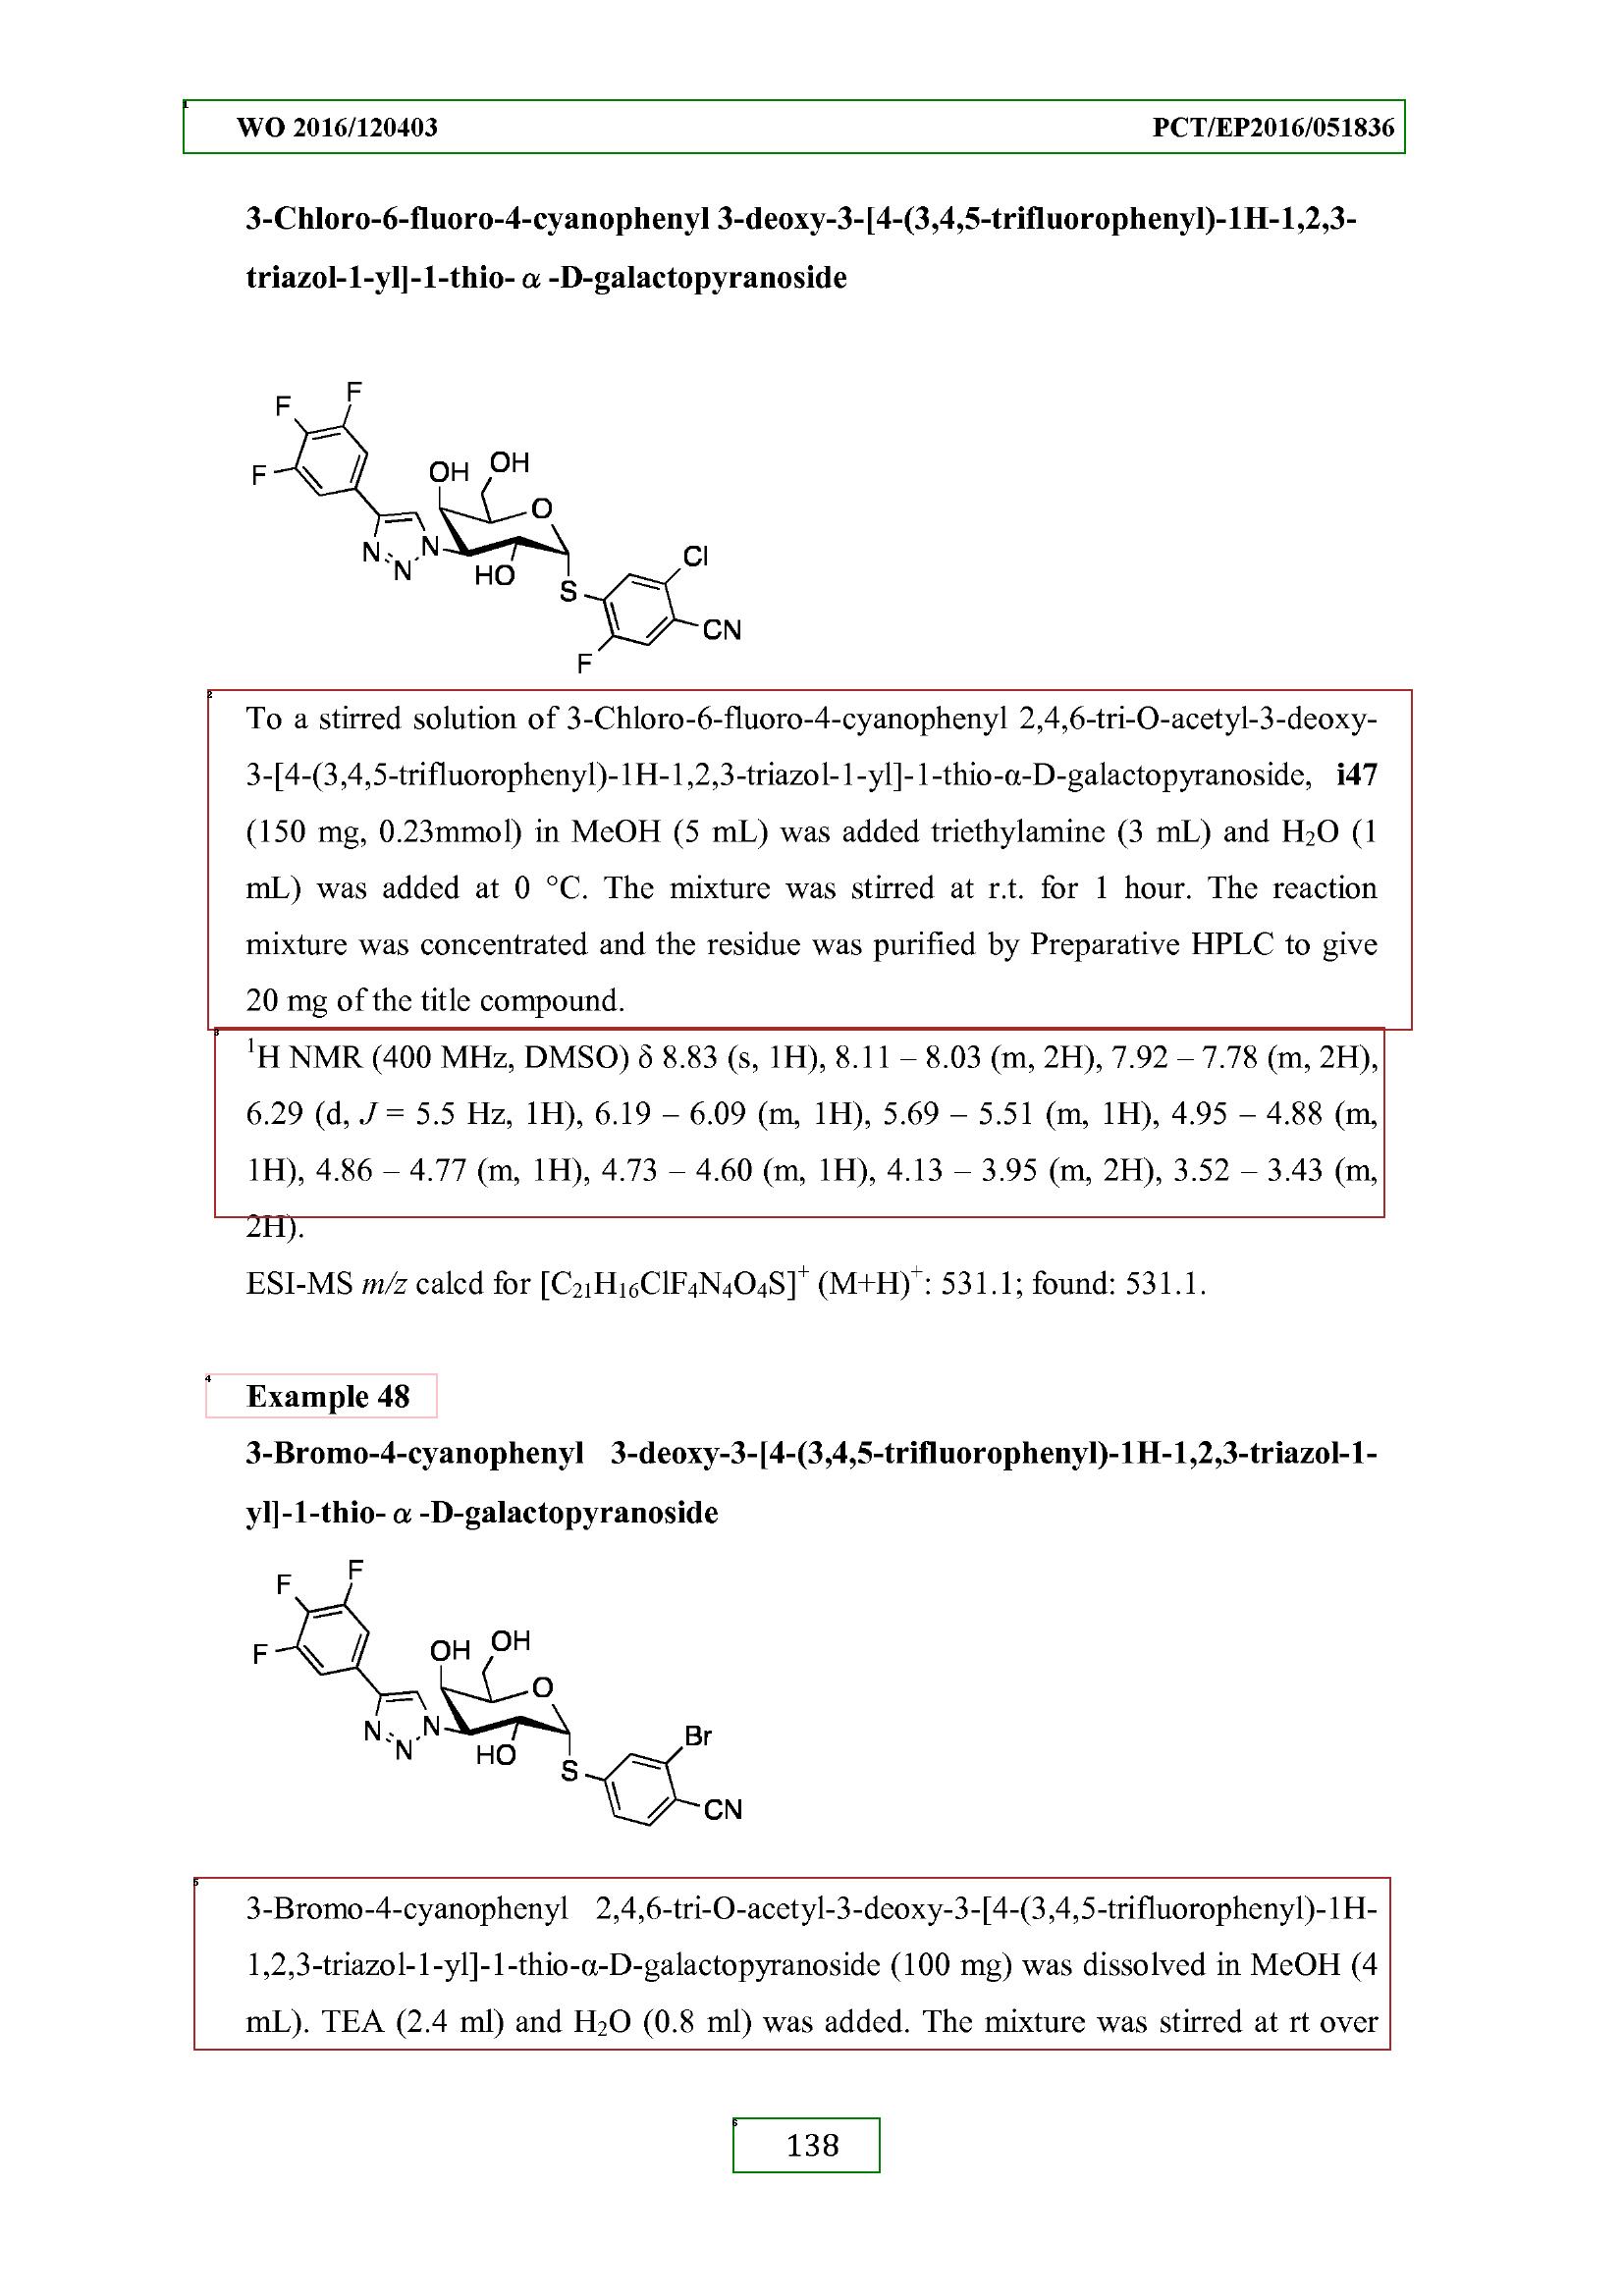 WO 2016/120403 PCT/EP2016/051836
3-Chloro-6-fluoro-4-cyanophenyl 3-deoxy-3-[4-(3,4,5-trifluorophenyl)-1H-1,2,3-
triazol-1-yl]-1-thio-α-D-galactopyranoside
F
F
F
OH
OH
O
N
N
N
HO
S
Cl
CN
F
To a stirred solution of 3-Chloro-6-fluoro-4-cyanophenyl 2,4,6-tri-O-acetyl-3-deoxy-
3-[4-(3,4,5-trifluorophenyl)-1H-1,2,3-triazol-1-yl]-1-thio-α-D-galactopyranoside, i47
(150 mg, 0.23mmol) in MeOH (5 mL) was added triethylamine (3 mL) and H₂O (1
mL) was added at 0 °C. The mixture was stirred at r.t. for 1 hour. The reaction
mixture was concentrated and the residue was purified by Preparative HPLC to give
20 mg of the title compound.
¹H NMR (400 MHz, DMSO) δ 8.83 (s, 1H), 8.11 – 8.03 (m, 2H), 7.92 – 7.78 (m, 2H),
6.29 (d, J = 5.5 Hz, 1H), 6.19 – 6.09 (m, 1H), 5.69 – 5.51 (m, 1H), 4.95 – 4.88 (m,
1H), 4.86 – 4.77 (m, 1H), 4.73 – 4.60 (m, 1H), 4.13 – 3.95 (m, 2H), 3.52 – 3.43 (m,
2H).
ESI-MS m/z calcd for [C₂₁H₁₆ClF₄N₄O₄S]⁺ (M+H)⁺: 531.1; found: 531.1.
Example 48
3-Bromo-4-cyanophenyl 3-deoxy-3-[4-(3,4,5-trifluorophenyl)-1H-1,2,3-triazol-1-
yl]-1-thio-α-D-galactopyranoside
F
F
F
OH
OH
O
N
N
N
HO
S
Br
CN
3-Bromo-4-cyanophenyl 2,4,6-tri-O-acetyl-3-deoxy-3-[4-(3,4,5-trifluorophenyl)-1H-
1,2,3-triazol-1-yl]-1-thio-α-D-galactopyranoside (100 mg) was dissolved in MeOH (4
mL). TEA (2.4 ml) and H₂O (0.8 ml) was added. The mixture was stirred at rt over
138